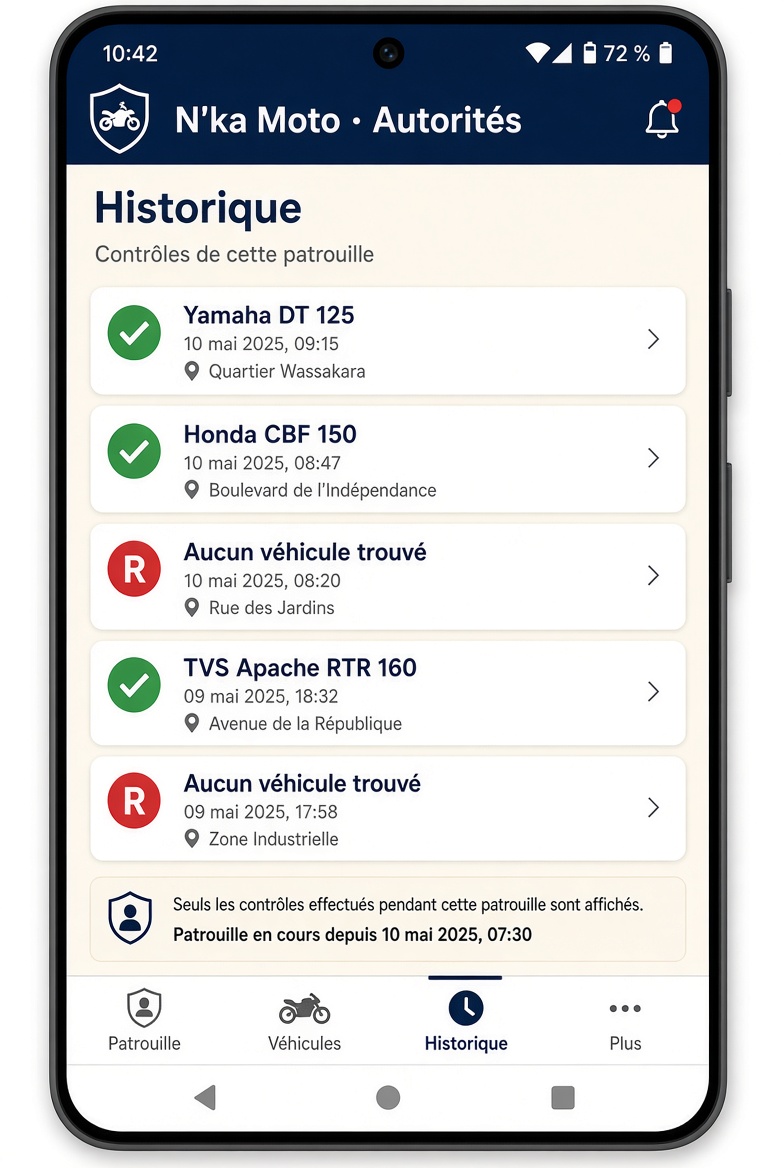 10:42
72 %
N'ka Moto · Autorités
Historique
Contrôles de cette patrouille
Yamaha DT 125
10 mai 2025, 09:15
Quartier Wassakara
Honda CBF 150
10 mai 2025, 08:47
Boulevard de l'Indépendance
R
Aucun véhicule trouvé
10 mai 2025, 08:20
Rue des Jardins
TVS Apache RTR 160
09 mai 2025, 18:32
Avenue de la République
R
Aucun véhicule trouvé
09 mai 2025, 17:58
Zone Industrielle
Seuls les contrôles effectués pendant cette patrouille sont affichés.
Patrouille en cours depuis 10 mai 2025, 07:30
Patrouille
Véhicules
Historique
Plus